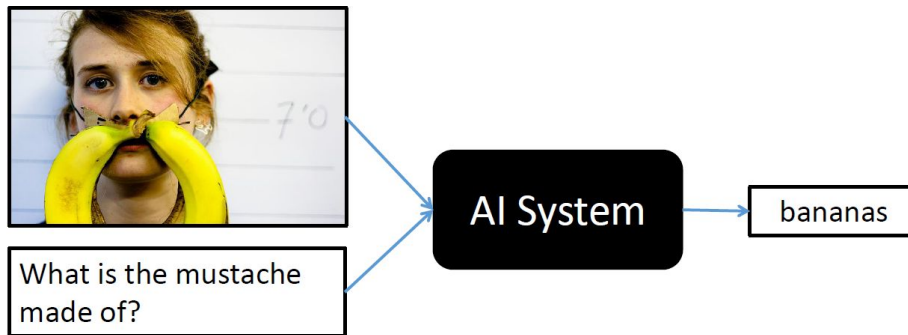 7'0
What is the mustache
made of?
AI System
bananas